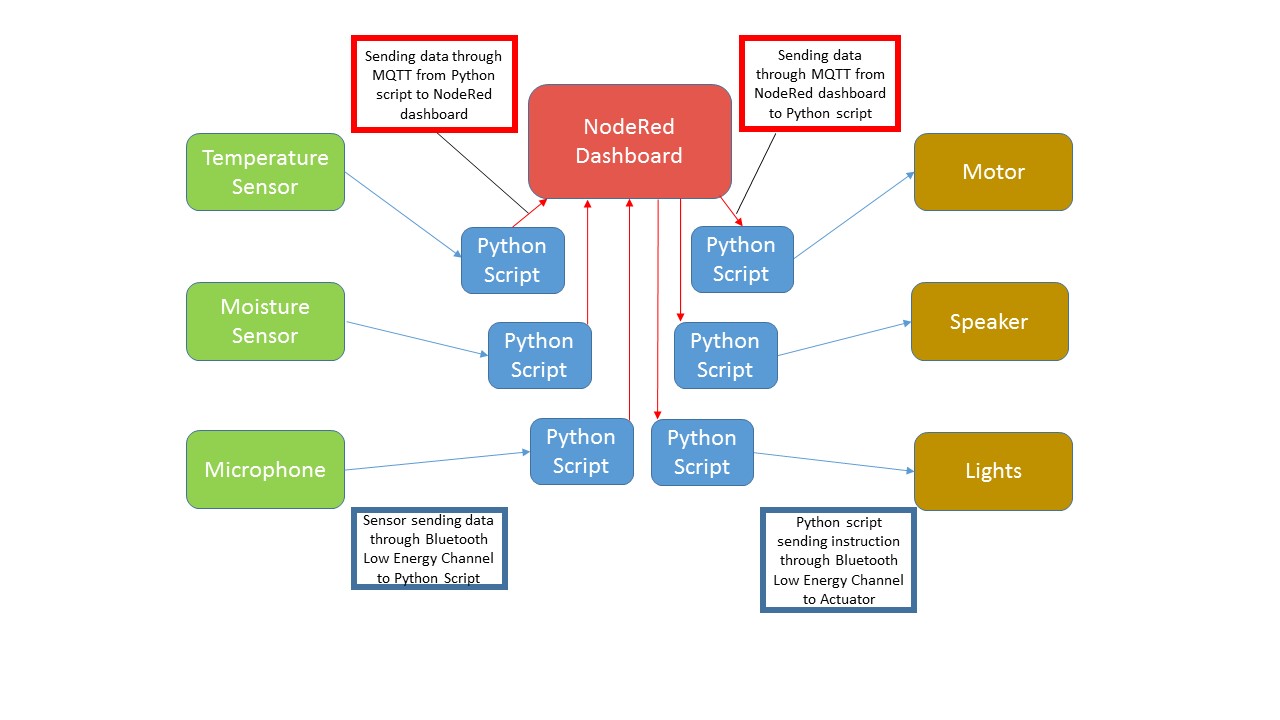 Sending data through
MQTT from Python
script to NodeRed
dashboard
Sending data
through MQTT from
NodeRed dashboard
to Python script
NodeRed
Dashboard
Temperature
Sensor
Motor
Python
Script
Python
Script
Moisture
Sensor
Speaker
Python
Script
Python
Script
Microphone
Python
Script
Python
Script
Lights
Sensor sending data
through Bluetooth
Low Energy Channel
to Python Script
Python script
sending instruction
through Bluetooth
Low Energy Channel
to Actuator